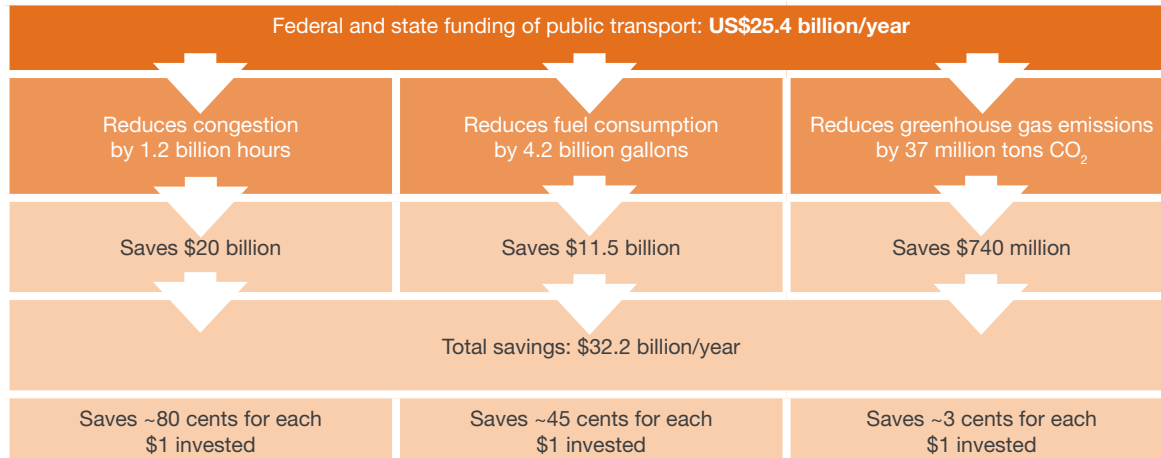 Federal and state funding of public transport: US$25.4 billion/year
Reduces congestion
by 1.2 billion hours
Reduces fuel consumption
by 4.2 billion gallons
Reduces greenhouse gas emissions
by 37 million tons CO₂
Saves $20 billion
Saves $11.5 billion
Saves $740 million
Total savings: $32.2 billion/year
Saves ~80 cents for each
$1 invested
Saves ~45 cents for each
$1 invested
Saves ~3 cents for each
$1 invested